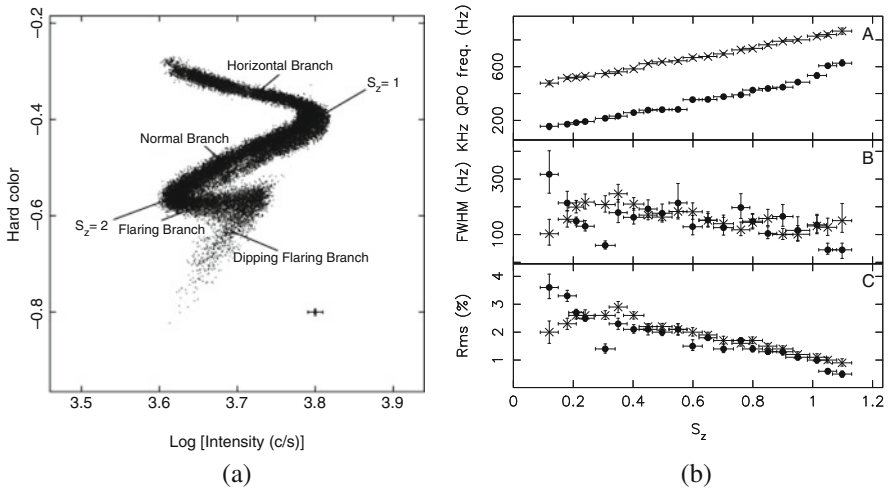 −0.2
−0.4
−0.6
−0.8
Hard color
Horizontal Branch
S_z = 1
Normal Branch
S_z = 2
Flaring Branch
Dipping Flaring Branch
3.5 3.6 3.7 3.8 3.9
Log [Intensity (c/s)]
(a)
A
KHz QPO freq. (Hz)
200 600
B
FWHM (Hz)
100 300
C
Rms (%)
1 2 3 4
0 0.2 0.4 0.6 0.8 1 1.2
S_z
(b)